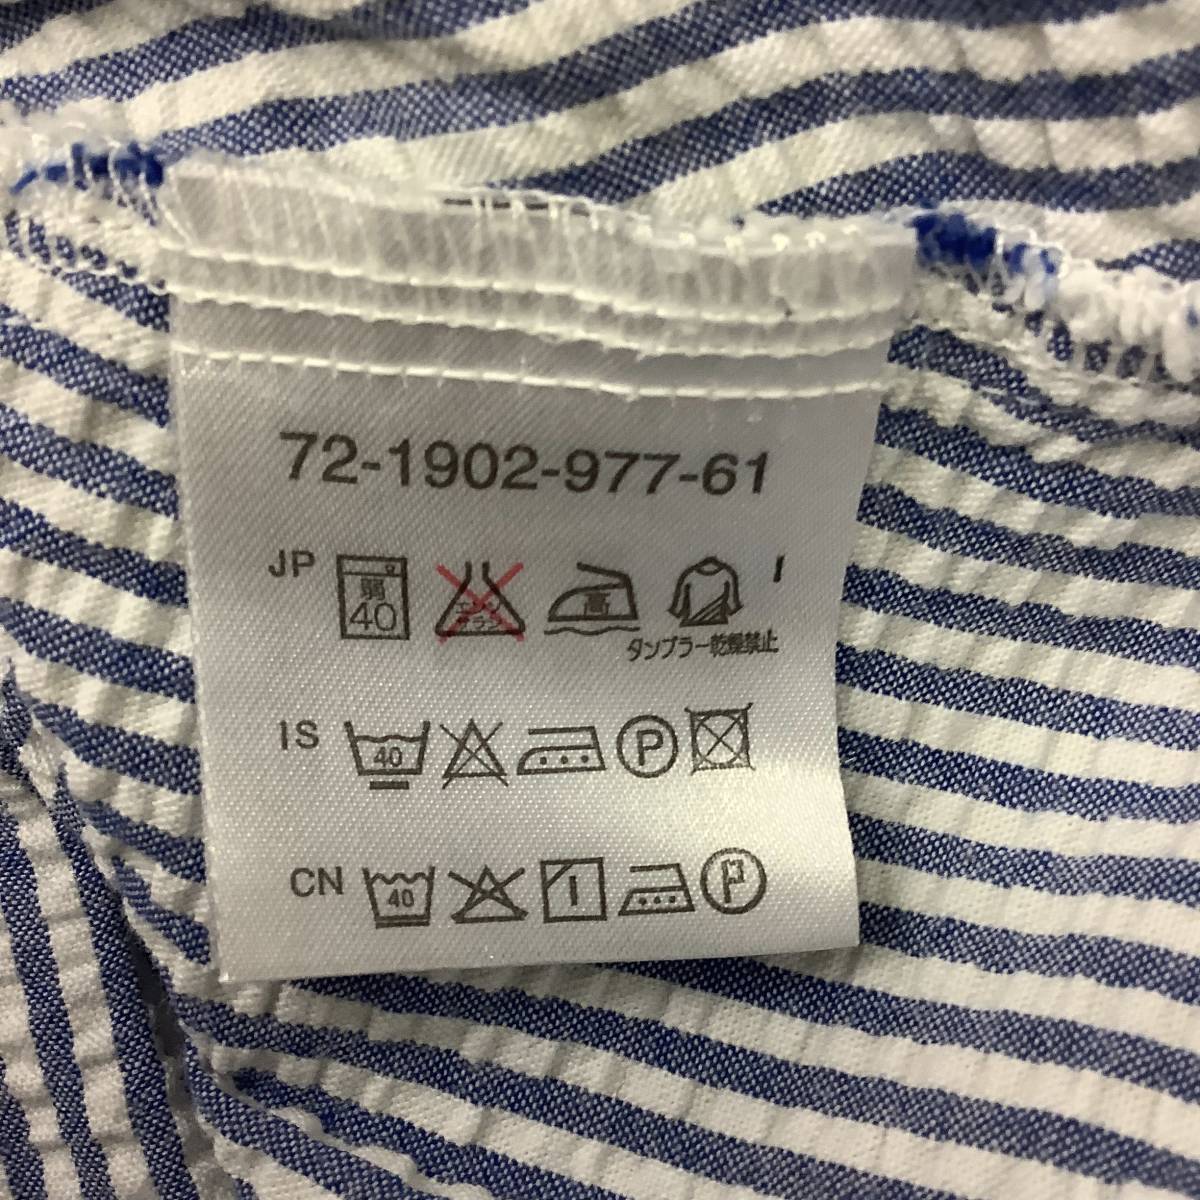 72-1902-977-61
JP 弱 40 エンソ サラシ 高
タンブラー乾燥禁止
IS 40 P
CN 40 P